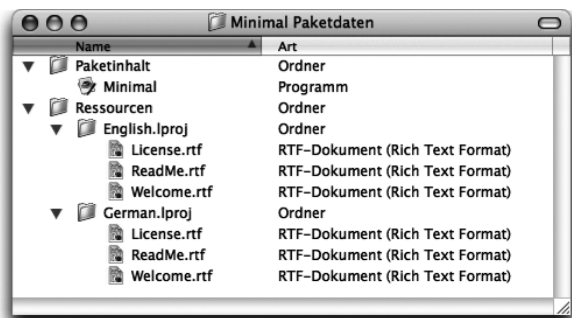 Minimal Paketdaten
Name Art
Paketinhalt Ordner
Minimal Programm
Ressourcen Ordner
English.lproj Ordner
License.rtf RTF-Dokument (Rich Text Format)
ReadMe.rtf RTF-Dokument (Rich Text Format)
Welcome.rtf RTF-Dokument (Rich Text Format)
German.lproj Ordner
License.rtf RTF-Dokument (Rich Text Format)
ReadMe.rtf RTF-Dokument (Rich Text Format)
Welcome.rtf RTF-Dokument (Rich Text Format)